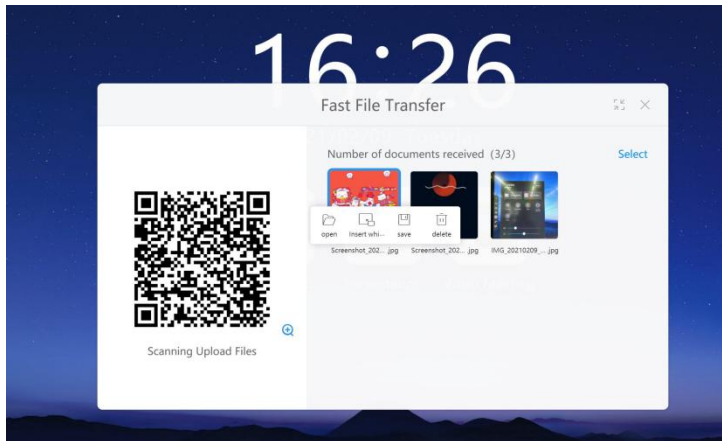 16:26
Fast File Transfer
Number of documents received (3/3)
Select
open
Insert whi...
save
delete
Screenshot_202... .jpg
Screenshot_202... .jpg
IMG_20210209_... .jpg
Scanning Upload Files